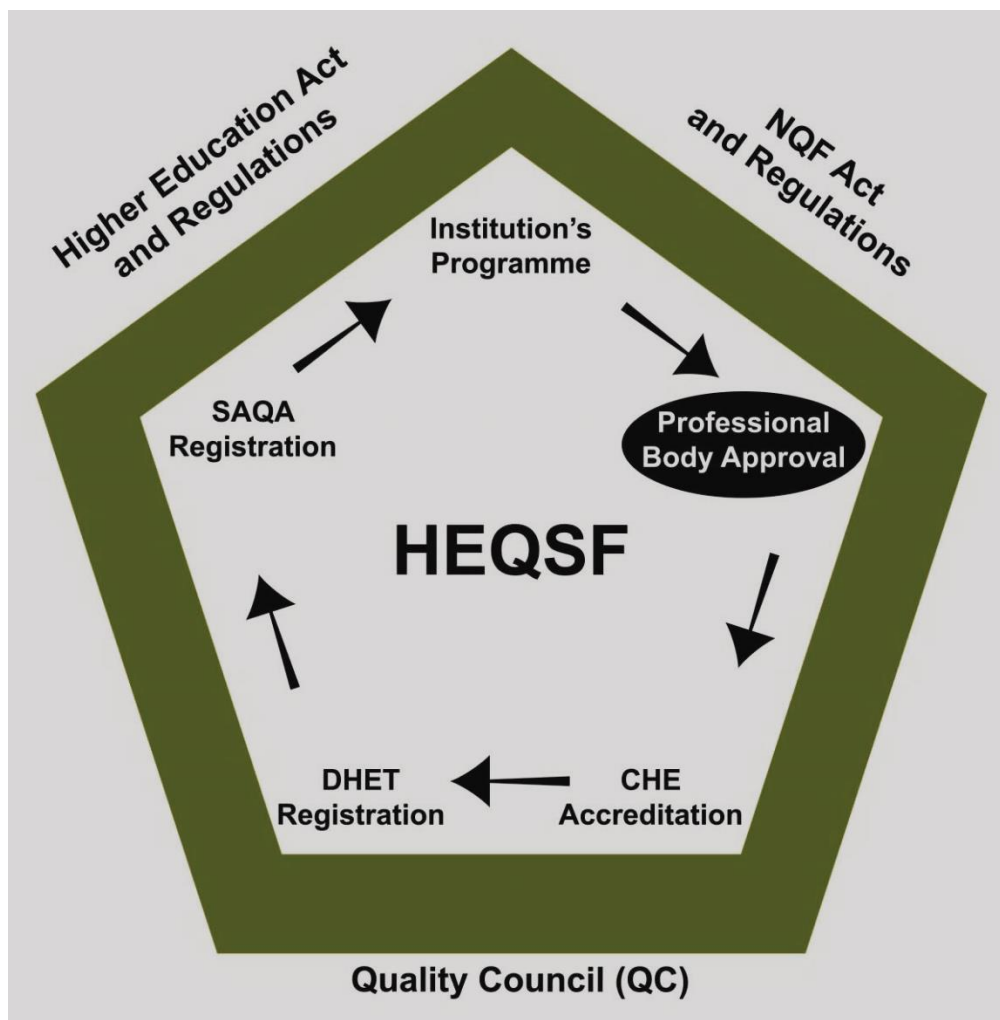 Higher Education Act
and Regulations
NQF Act
and Regulations
Institution’s
Programme
Professional
Body Approval
SAQA
Registration
HEQSF
DHET
Registration
CHE
Accreditation
Quality Council (QC)